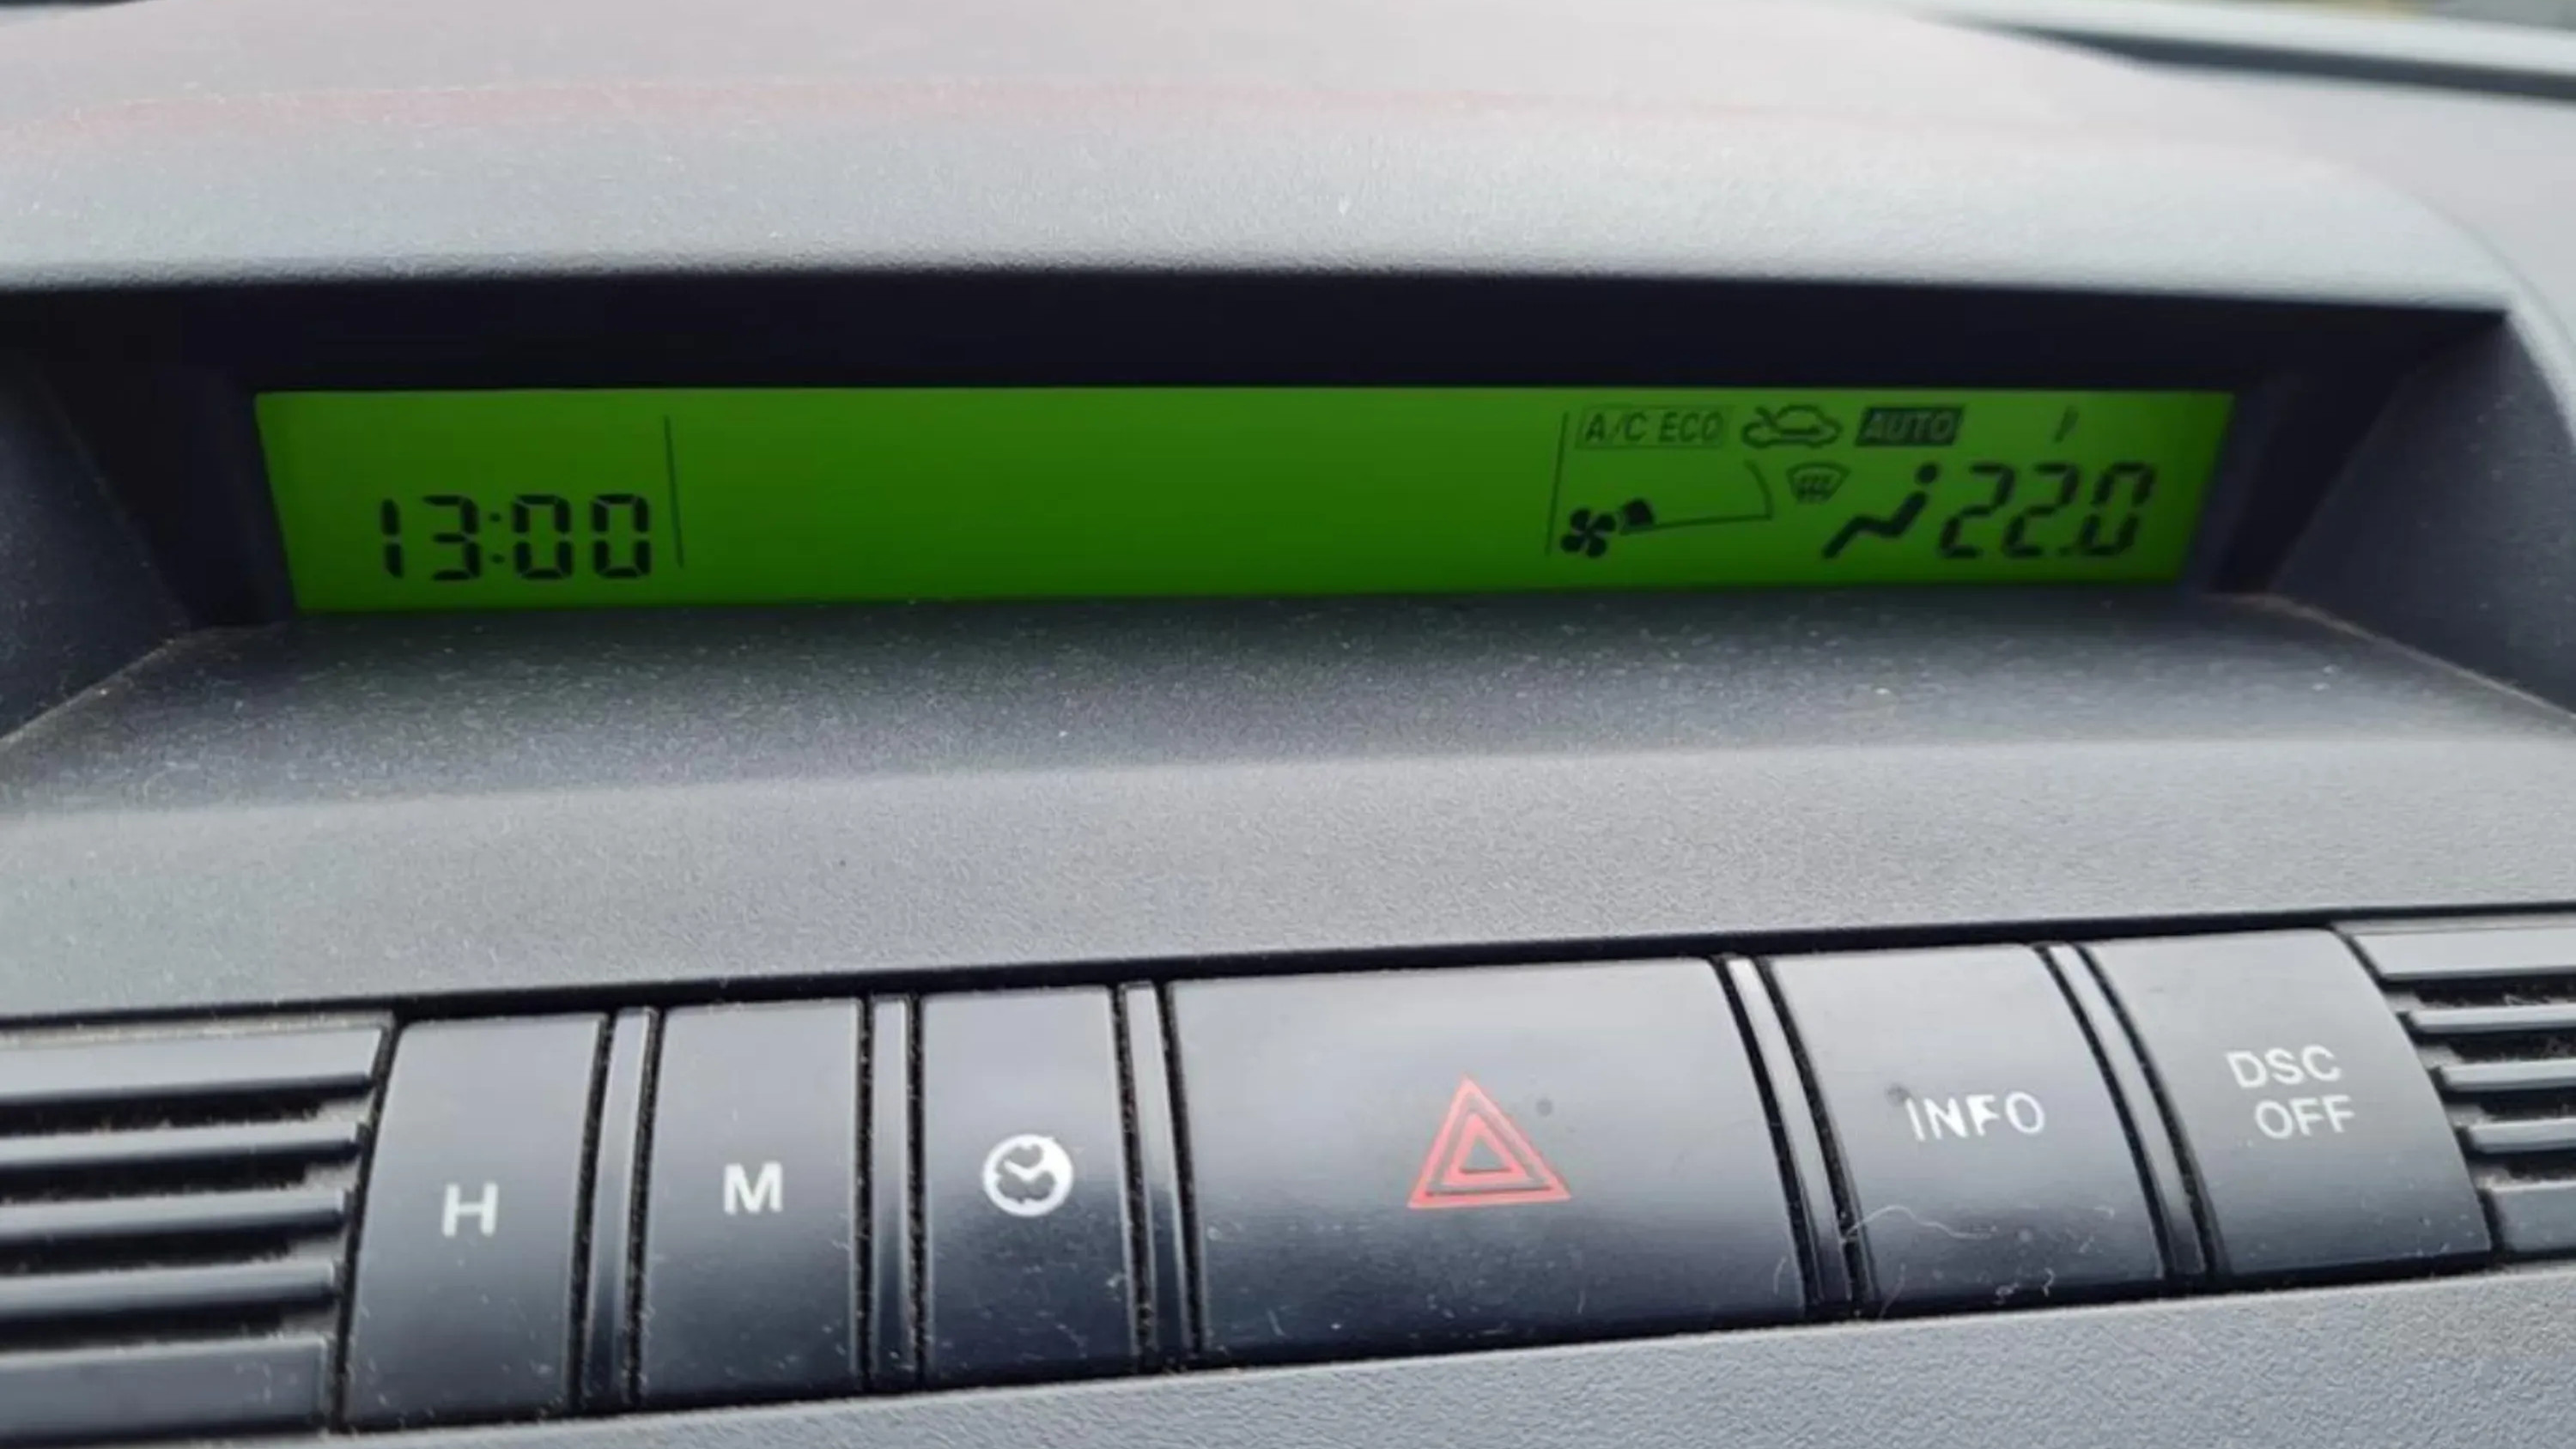 A/C ECO AUTO
13:00
22.0
H
M
INFO
DSC
OFF